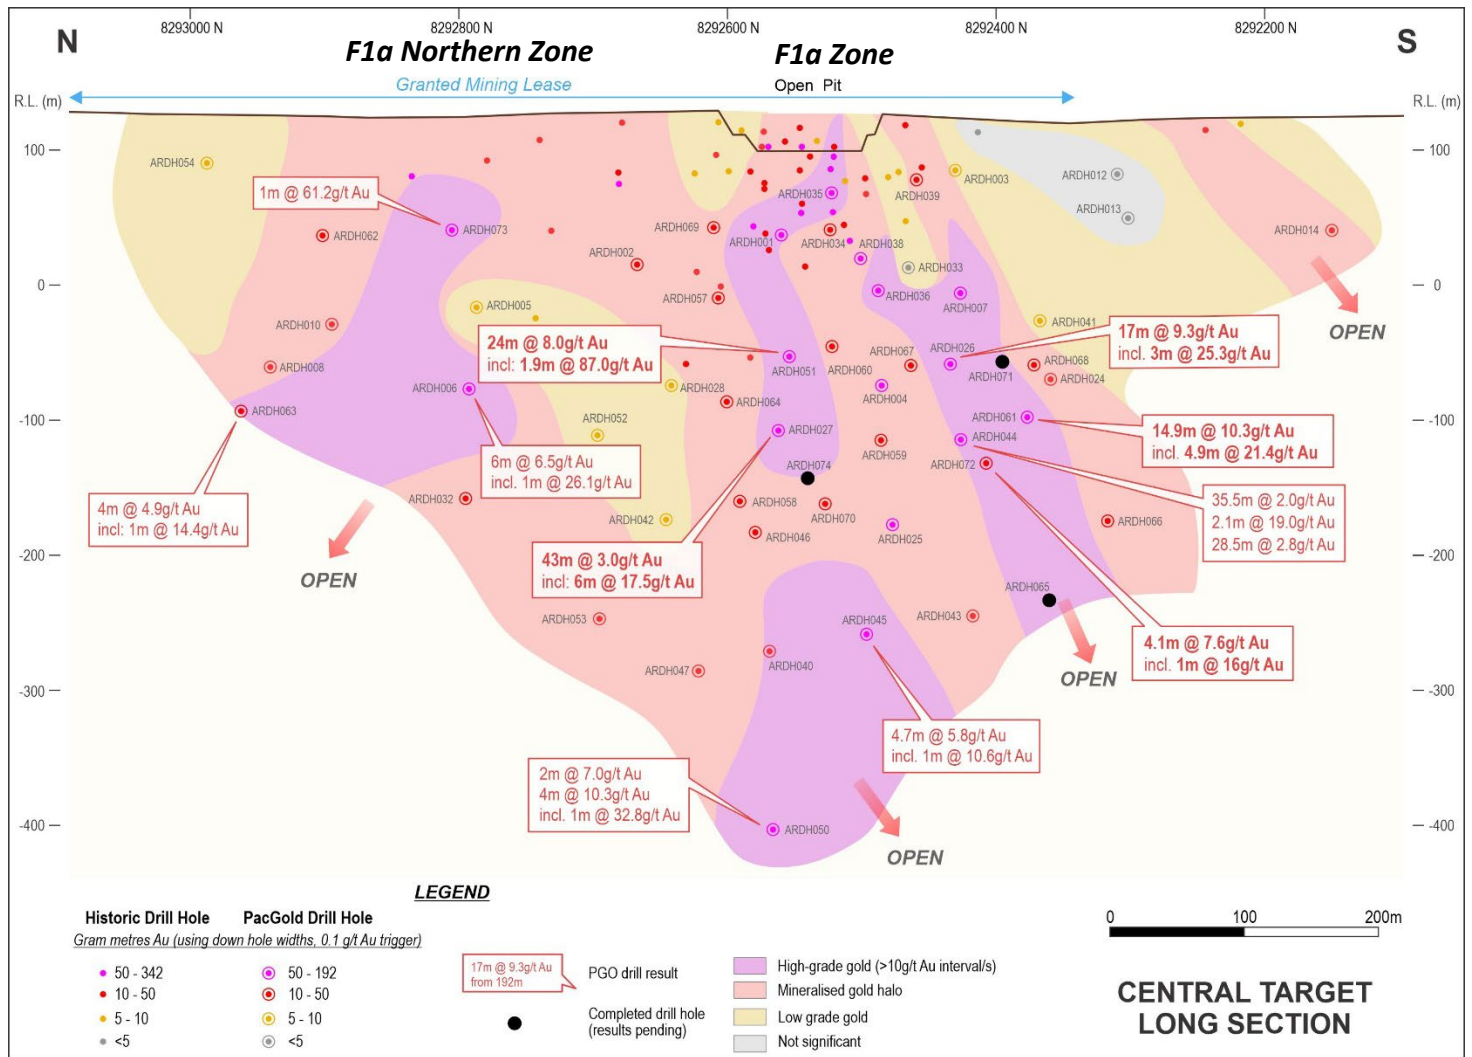 8293000 N
8292800 N
8292600 N
8292400 N
8292200 N
N
F1a Northern Zone
F1a Zone
S
Granted Mining Lease
Open Pit
R.L. (m)
R.L. (m)
100
100
0
0
-100
-100
-200
-200
-300
-300
-400
-400
ARDH054
ARDH012
ARDH003
ARDH039
ARDH035
1m @ 61.2g/t Au
ARDH013
ARDH073
ARDH062
ARDH069
ARDH001
ARDH034
ARDH038
ARDH014
ARDH002
ARDH033
ARDH057
ARDH036
ARDH007
ARDH005
ARDH010
ARDH041
OPEN
24m @ 8.0g/t Au
incl: 1.9m @ 87.0g/t Au
17m @ 9.3g/t Au
incl. 3m @ 25.3g/t Au
ARDH026
ARDH067
ARDH068
ARDH008
ARDH051
ARDH060
ARDH071
ARDH024
ARDH006
ARDH028
ARDH004
ARDH064
ARDH063
ARDH052
ARDH061
ARDH027
ARDH044
14.9m @ 10.3g/t Au
incl. 4.9m @ 21.4g/t Au
ARDH059
ARDH072
6m @ 6.5g/t Au
incl. 1m @ 26.1g/t Au
ARDH074
4m @ 4.9g/t Au
incl: 1m @ 14.4g/t Au
ARDH032
ARDH058
ARDH070
35.5m @ 2.0g/t Au
2.1m @ 19.0g/t Au
28.5m @ 2.8g/t Au
ARDH042
ARDH046
ARDH025
ARDH066
43m @ 3.0g/t Au
incl: 6m @ 17.5g/t Au
OPEN
ARDH065
ARDH053
ARDH045
ARDH043
4.1m @ 7.6g/t Au
incl. 1m @ 16g/t Au
ARDH047
ARDH040
OPEN
4.7m @ 5.8g/t Au
incl. 1m @ 10.6g/t Au
2m @ 7.0g/t Au
4m @ 10.3g/t Au
incl. 1m @ 32.8g/t Au
ARDH050
OPEN
LEGEND
Historic Drill Hole
PacGold Drill Hole
Gram metres Au (using down hole widths, 0.1 g/t Au trigger)
50 - 342
50 - 192
10 - 50
10 - 50
5 - 10
5 - 10
<5
<5
17m @ 9.3g/t Au
from 192m
PGO drill result
Completed drill hole
(results pending)
High-grade gold (>10g/t Au interval/s)
Mineralised gold halo
Low grade gold
Not significant
0
100
200m
CENTRAL TARGET
LONG SECTION